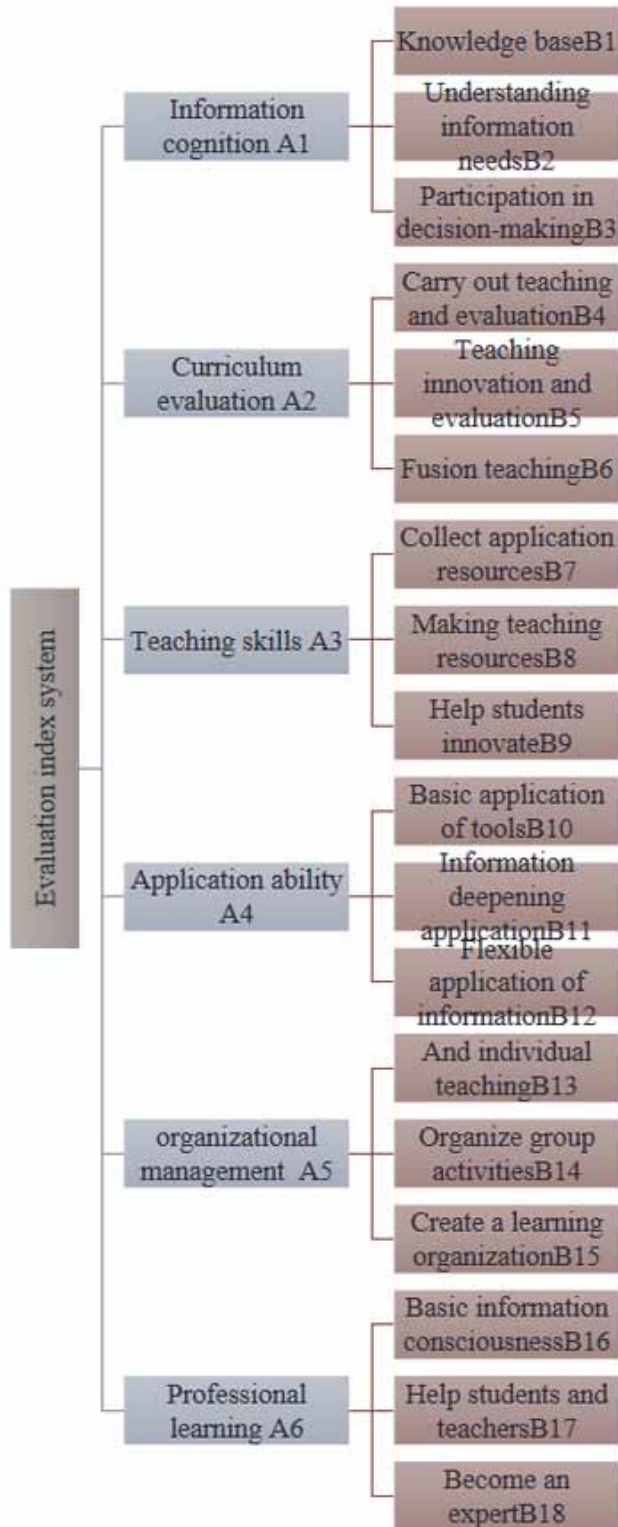 Evaluation index system
Information
cognition A1
Knowledge baseB1
Understanding
information
needsB2
Participation in
decision-makingB3
Curriculum
evaluation A2
Carry out teaching
and evaluationB4
Teaching
innovation and
evaluationB5
Fusion teachingB6
Teaching skills A3
Collect application
resourcesB7
Making teaching
resourcesB8
Help students
innovateB9
Application ability
A4
Basic application
of toolsB10
Information
deepening
applicationB11
Flexible
application of
informationB12
organizational
management A5
And individual
teachingB13
Organize group
activitiesB14
Create a learning
organizationB15
Professional
learning A6
Basic information
consciousnessB16
Help students and
teachersB17
Become an
expertB18